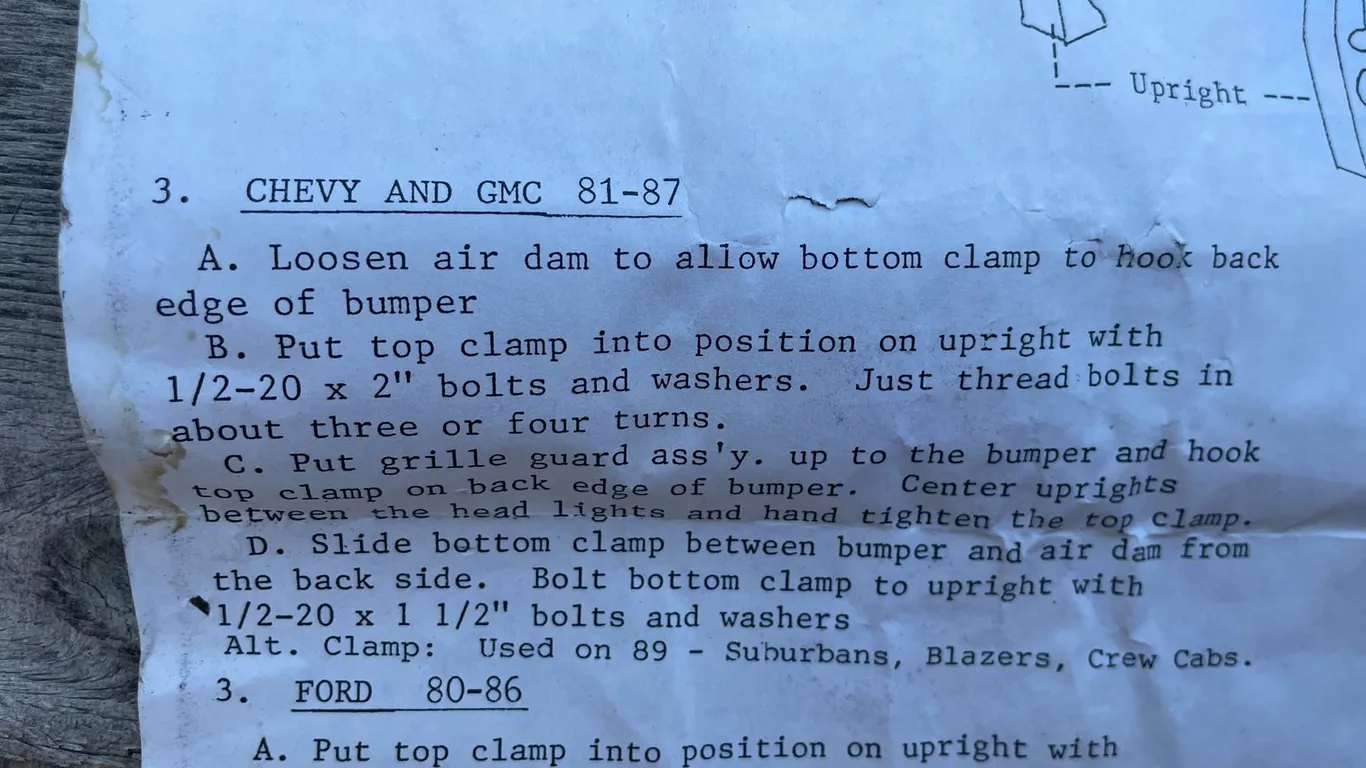 --- Upright ---
3. CHEVY AND GMC 81-87
A. Loosen air dam to allow bottom clamp to hook back
edge of bumper
B. Put top clamp into position on upright with
1/2-20 x 2" bolts and washers. Just thread bolts in
about three or four turns.
C. Put grille guard ass'y. up to the bumper and hook
top clamp on back edge of bumper. Center uprights
between the head lights and hand tighten the top clamp.
D. Slide bottom clamp between bumper and air dam from
the back side. Bolt bottom clamp to upright with
1/2-20 x 1 1/2" bolts and washers
Alt. Clamp: Used on 89 - Suburbans, Blazers, Crew Cabs.
3. FORD 80-86
A. Put top clamp into position on upright with